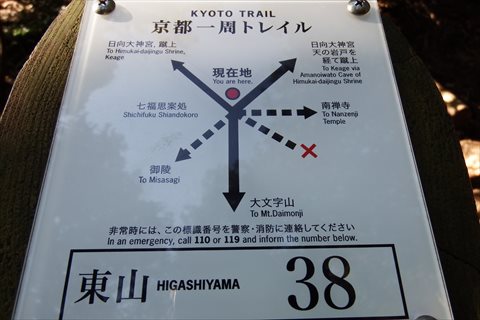 KYOTO TRAIL
京都一周トレイル
日向大神宮, 蹴上
To Himukai-daijingu Shrine,
Keage
日向大神宮
天の岩戸を
経て蹴上
To Keage via
Amanoiwato Cave of
Himukai-daijingu Shrine
現在地
You are here.
七福思案処
Shichifuku Shiandokoro
南禅寺
To Nanzenji
Temple
御陵
To Misasagi
大文字山
To Mt.Daimonji
非常時には、この標識番号を警察・消防に連絡してください
In an emergency, call 110 or 119 and inform the number below.
東山 HIGASHIYAMA 38